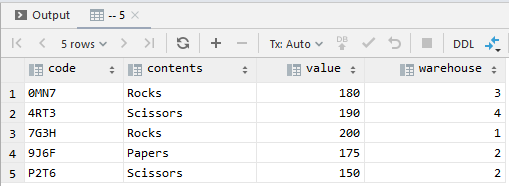 Output -- 5
5 rows Tx: Auto DB DDL
code contents value warehouse
1 0MN7 Rocks 180 3
2 4RT3 Scissors 190 4
3 7G3H Rocks 200 1
4 9J6F Papers 175 2
5 P2T6 Scissors 150 2